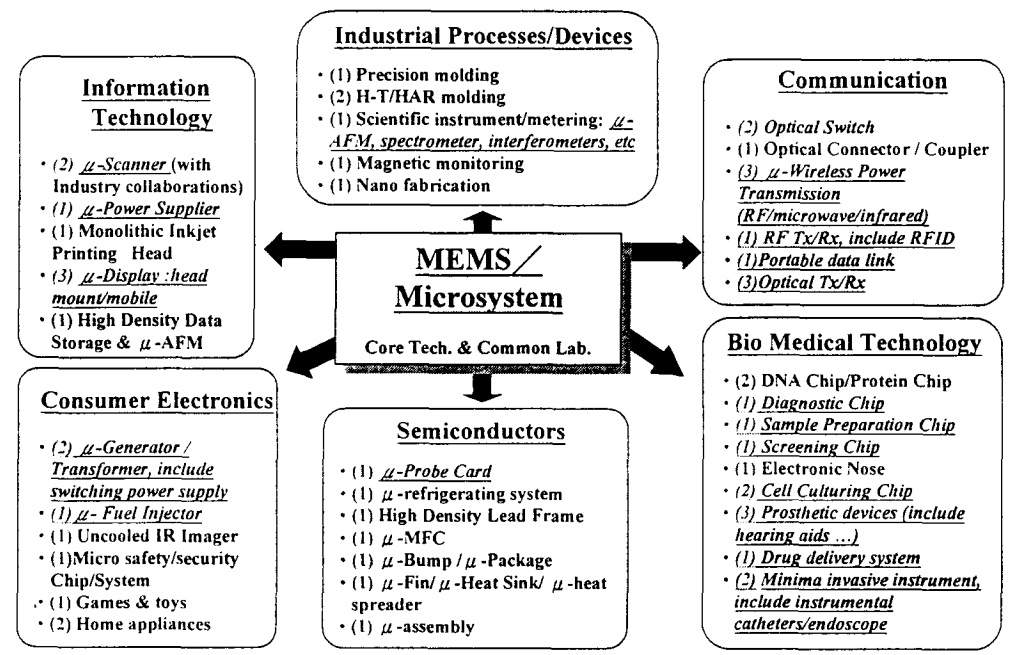 Industrial Processes/Devices
· (1) Precision molding
· (2) H-T/HAR molding
· (1) Scientific instrument/metering: μ-
AFM, spectrometer, interferometers, etc
· (1) Magnetic monitoring
· (1) Nano fabrication
Information
Technology
· (2) μ-Scanner (with
Industry collaborations)
· (1) μ-Power Supplier
· (1) Monolithic Inkjet
Printing Head
· (3) μ-Display :head
mount/mobile
· (1) High Density Data
Storage & μ-AFM
Communication
· (2) Optical Switch
· (1) Optical Connector / Coupler
· (3) μ-Wireless Power
Transmission
(RF/microwave/infrared)
· (1) RF Tx/Rx, include RFID
· (1)Portable data link
· (3)Optical Tx/Rx
MEMS/
Microsystem
Core Tech. & Common Lab.
Consumer Electronics
· (2) μ-Generator /
Transformer, include
switching power supply
· (1) μ- Fuel Injector
· (1) Uncooled IR Imager
· (1)Micro safety/security
Chip/System
· (1) Games & toys
· (2) Home appliances
Semiconductors
· (1) μ-Probe Card
· (1) μ-refrigerating system
· (1) High Density Lead Frame
· (1) μ-MFC
· (1) μ-Bump / μ-Package
· (1) μ-Fin/ μ-Heat Sink/ μ-heat
spreader
· (1) μ-assembly
Bio Medical Technology
· (2) DNA Chip/Protein Chip
· (1) Diagnostic Chip
· (1) Sample Preparation Chip
· (1) Screening Chip
· (1) Electronic Nose
· (2) Cell Culturing Chip
· (3) Prosthetic devices (include
hearing aids ...)
· (1) Drug delivery system
· (2) Minima invasive instrument,
include instrumental
catheters/endoscope